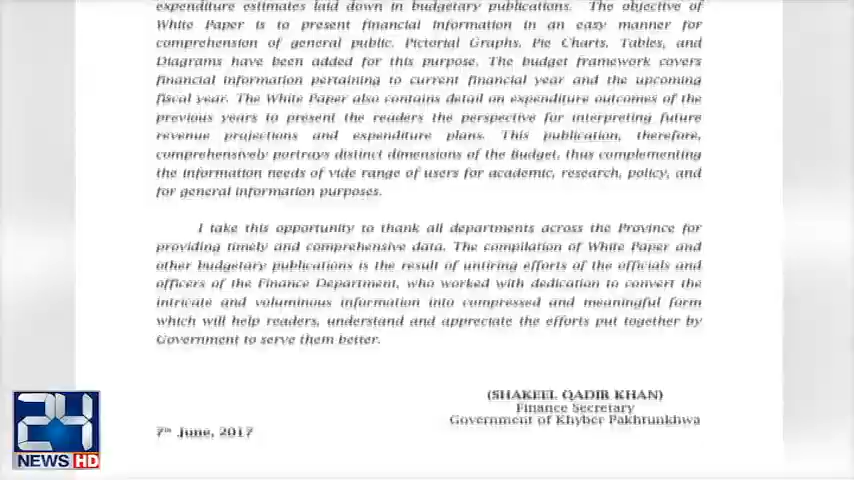 expenditure estimates laid down in budgetary publications. The objective of
White Paper is to present financial information in an easy manner for
comprehension of general public. Pictorial Graphs, Pie Charts, Tables, and
Diagrams have been added for this purpose. The budget framework covers
financial information pertaining to current financial year and the upcoming
fiscal year. The White Paper also contains detail on expenditure outcomes of the
previous years to present the readers the perspective for interpreting future
revenue projections and expenditure plans. This publication, therefore,
comprehensively portrays distinct dimensions of the Budget, thus complementing
the information needs of vide range of users for academic, research, policy, and
for general information purposes.
I take this opportunity to thank all departments across the Province for
providing timely and comprehensive data. The compilation of White Paper and
other budgetary publications is the result of untiring efforts of the officials and
officers of the Finance Department, who worked with dedication to convert the
intricate and voluminous information into compressed and meaningful form
which will help readers, understand and appreciate the efforts put together by
Government to serve them better.
(SHAKEEL QADIR KHAN)
Finance Secretary
Government of Khyber Pakhtunkhwa
7th June, 2017
24
NEWS HD